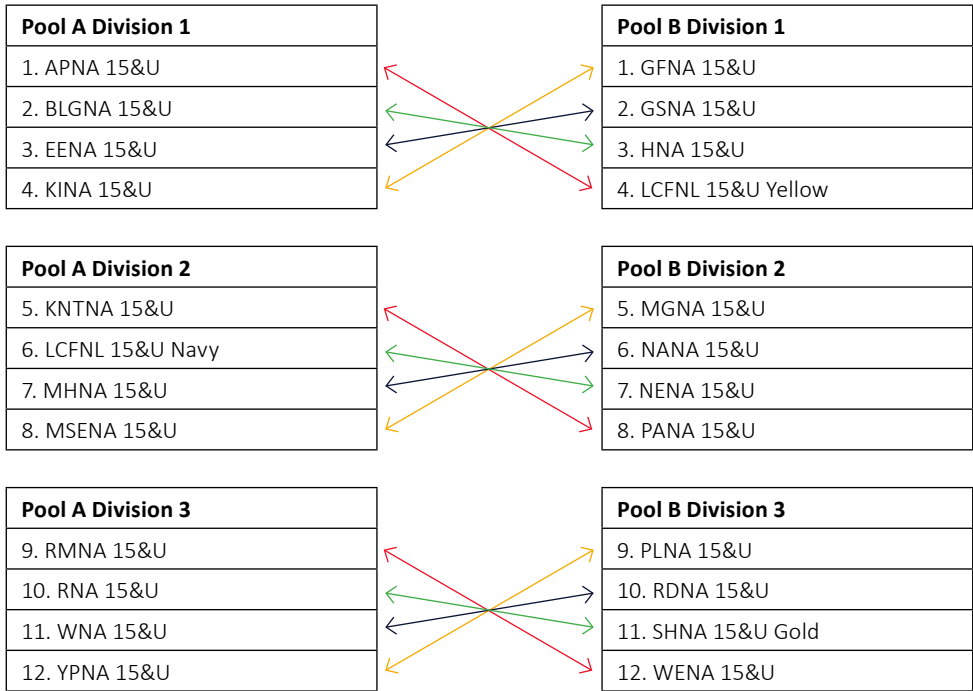 Pool A Division 1
1. APNA 15&U
2. BLGNA 15&U
3. EENA 15&U
4. KINA 15&U
Pool B Division 1
1. GFNA 15&U
2. GSNA 15&U
3. HNA 15&U
4. LCFNL 15&U Yellow
Pool A Division 2
5. KNTNA 15&U
6. LCFNL 15&U Navy
7. MHNA 15&U
8. MSENA 15&U
Pool B Division 2
5. MGNA 15&U
6. NANA 15&U
7. NENA 15&U
8. PANA 15&U
Pool A Division 3
9. RMNA 15&U
10. RNA 15&U
11. WNA 15&U
12. YPNA 15&U
Pool B Division 3
9. PLNA 15&U
10. RDNA 15&U
11. SHNA 15&U Gold
12. WENA 15&U